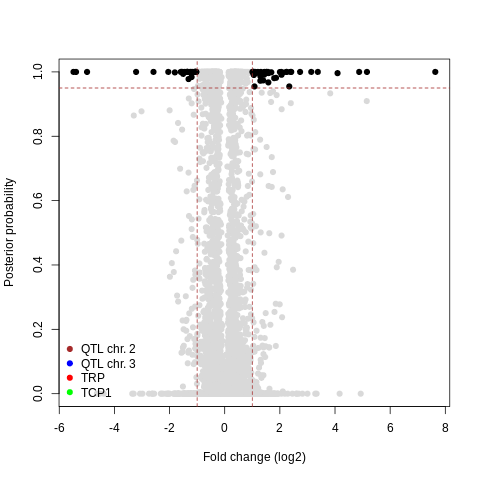 1.0
0.8
0.6
0.4
0.2
0.0
Posterior probability
QTL chr. 2
QTL chr. 3
TRP
TCP1
-6 -4 -2 0 2 4 6 8
Fold change (log2)